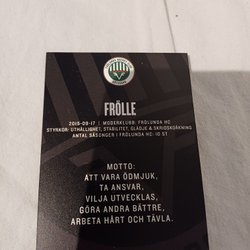 FRÖLLE
2015-09-17 | MODERKLUBB: FRÖLUNDA HC
STYRKOR: UTHÅLLIGHET, STABILITET, GLÄDJE & SKRIDSKOÅKNING
ANTAL SÄSONGER I FRÖLUNDA HC: 10 ST
MOTTO:
ATT VARA ÖDMJUK,
TA ANSVAR,
VILJA UTVECKLAS,
GÖRA ANDRA BÄTTRE,
ARBETA HÅRT OCH TÄVLA.